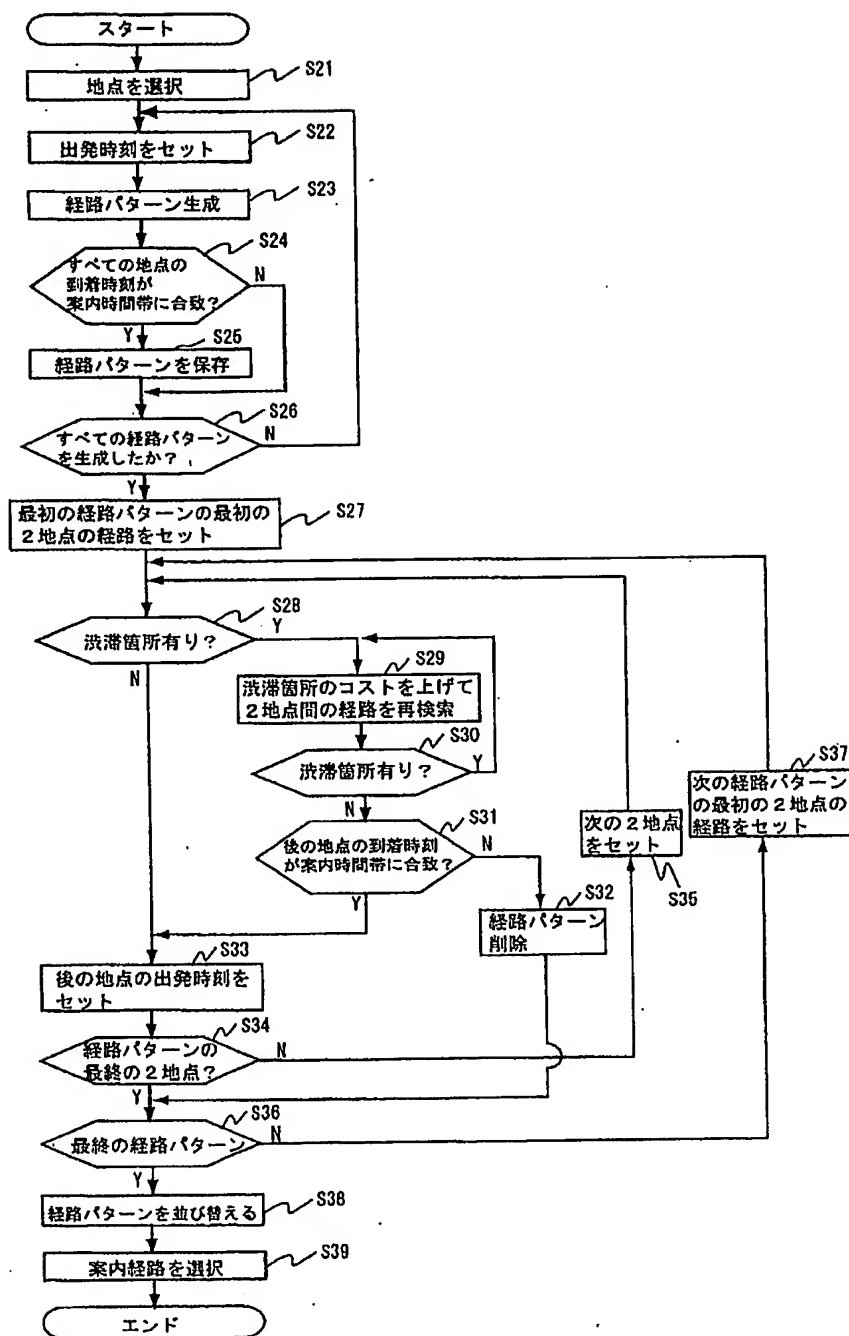 スタート
S21
地点を選択
S22
出発時刻をセット
S23
経路パターン生成
S24
すべての地点の
到着時刻が
案内時間帯に合致?
N
Y
S25
経路パターンを保存
S26
すべての経路パターン
を生成したか?
N
Y
S27
最初の経路パターンの最初の
2地点の経路をセット
S28
渋滞箇所有り?
Y
N
S29
渋滞箇所のコストを上げて
2地点間の経路を再検索
S30
渋滞箇所有り?
Y
N
S31
後の地点の到着時刻
が案内時間帯に合致?
N
Y
S32
経路パターン
削除
S33
後の地点の出発時刻を
セット
S34
経路パターンの
最終の2地点?
N
Y
次の2地点
をセット
S35
S36
最終の経路パターン
N
Y
S37
次の経路パターン
の最初の2地点の
経路をセット
S38
経路パターンを並び替える
S39
案内経路を選択
エンド